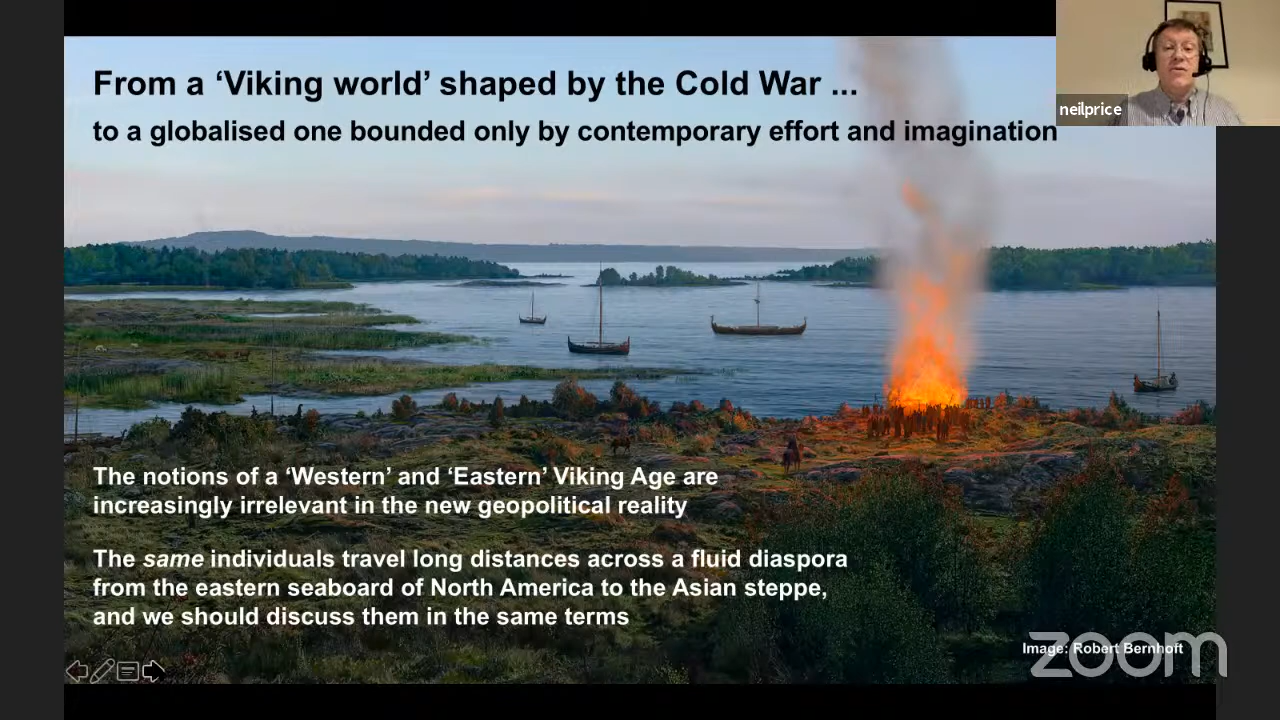 From a ‘Viking world’ shaped by the Cold War ...
to a globalised one bounded only by contemporary effort and imagination
neilprice
The notions of a ‘Western’ and ‘Eastern’ Viking Age are
increasingly irrelevant in the new geopolitical reality
The same individuals travel long distances across a fluid diaspora
from the eastern seaboard of North America to the Asian steppe,
and we should discuss them in the same terms
Image: Robert Bernhoft
zoom